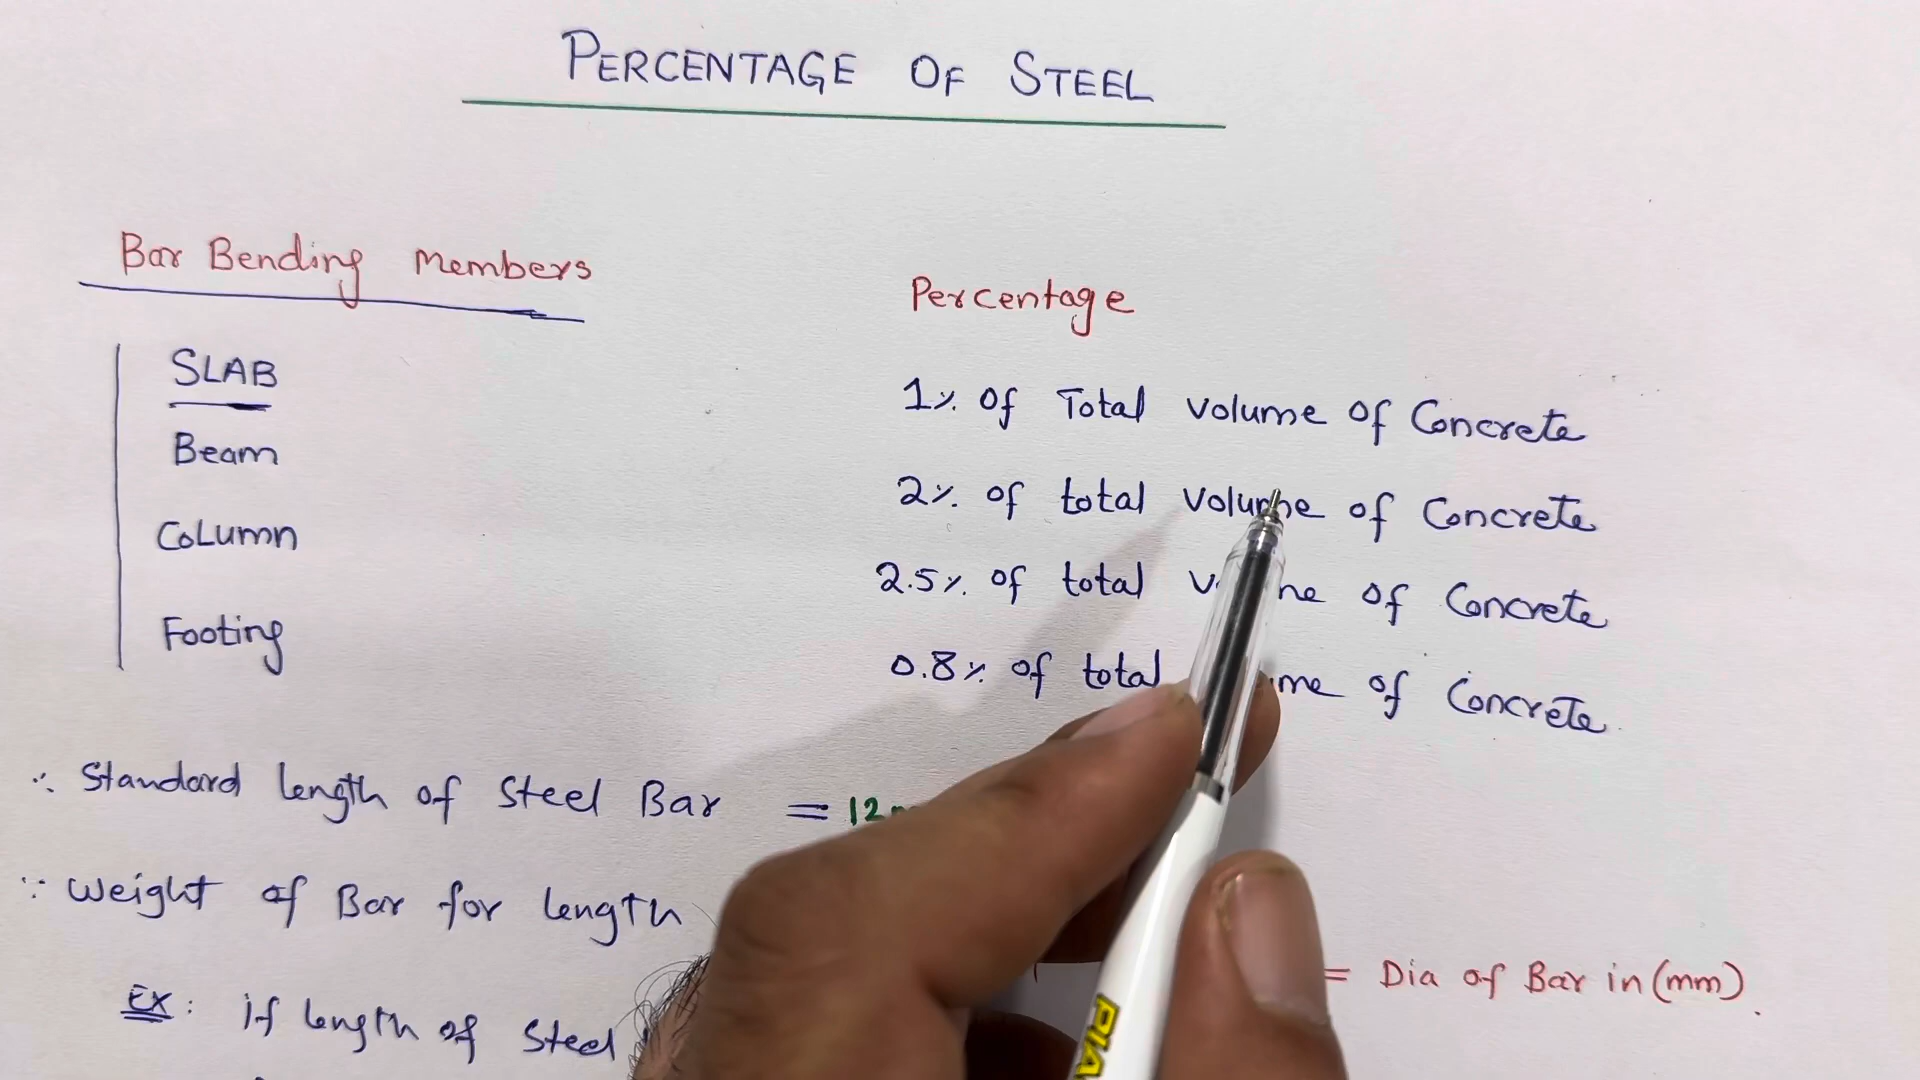 PERCENTAGE OF STEEL
Bar Bending Members
Percentage
SLAB
1% Of Total volume Of Concrete
Beam
2% of total volume of Concrete
CoLumn
2.5% of total of Concrete
Footing
0.8% of total of Concrete
∴ Standard length of Steel Bar =
∵ Weight of Bar for length
= Dia of Bar in (mm).
EX: if length of Steel